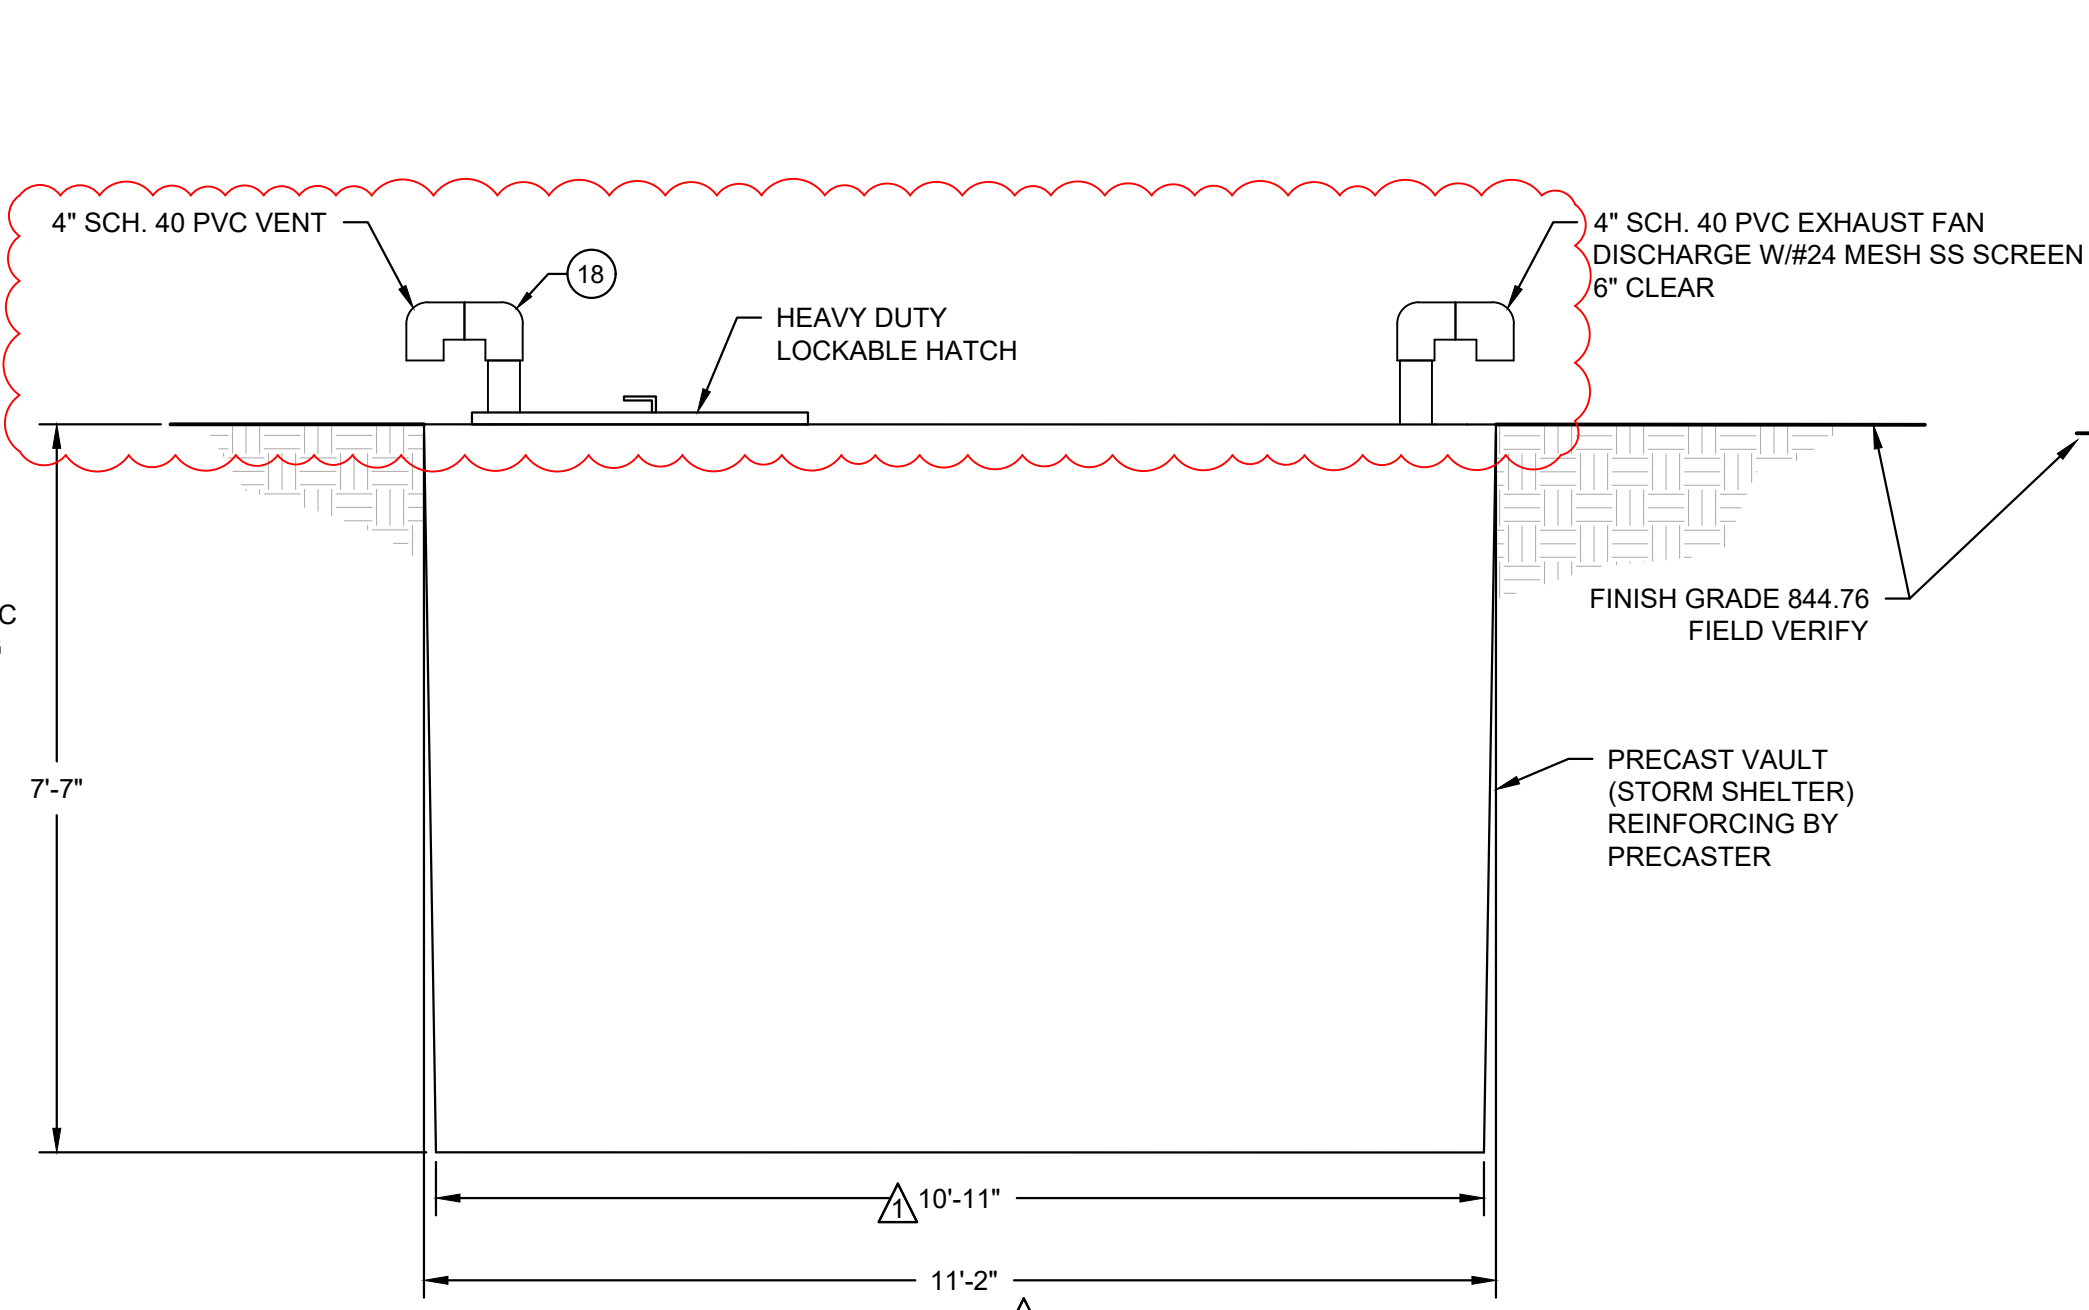 4" SCH. 40 PVC VENT
18
HEAVY DUTY
LOCKABLE HATCH
4" SCH. 40 PVC EXHAUST FAN
DISCHARGE W/#24 MESH SS SCREEN
6" CLEAR
C
FINISH GRADE 844.76
FIELD VERIFY
7'-7"
PRECAST VAULT
(STORM SHELTER)
REINFORCING BY
PRECASTER
1 10'-11"
11'-2"